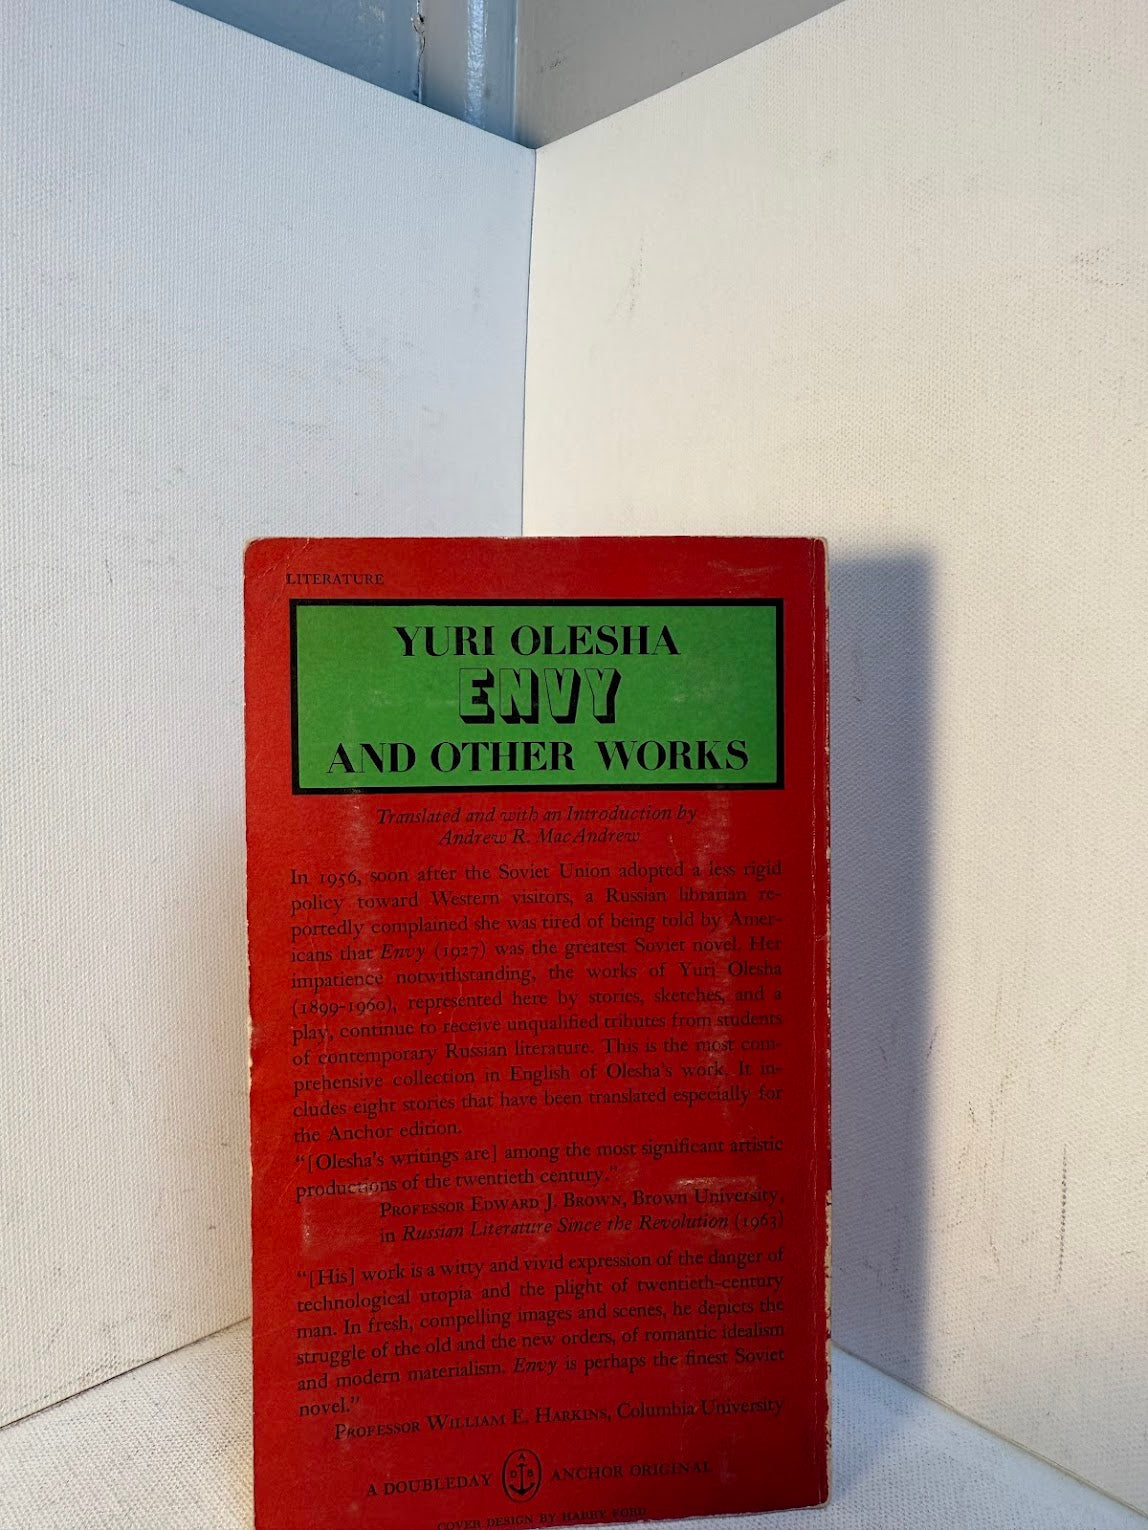 LITERATURE
YURI OLESHA
ENVY
AND OTHER WORKS
Translated and with an Introduction by
Andrew R. MacAndrew
In 1956, soon after the Soviet Union adopted a less rigid
policy toward Western visitors, a Russian librarian re-
portedly complained she was tired of being told by Amer-
icans that Envy (1927) was the greatest Soviet novel. Her
impatience notwithstanding, the works of Yuri Olesha
(1899-1960), represented here by stories, sketches, and a
play, continue to receive unqualified tributes from students
of contemporary Russian literature. This is the most com-
prehensive collection in English of Olesha's work. It in-
cludes eight stories that have been translated especially for
the Anchor edition.
"[Olesha's writings are] among the most significant artistic
productions of the twentieth century."
PROFESSOR EDWARD J. BROWN, Brown University,
in Russian Literature Since the Revolution (1963)
"[His] work is a witty and vivid expression of the danger of
technological utopia and the plight of twentieth-century
man. In fresh, compelling images and scenes, he depicts the
struggle of the old and the new orders, of romantic idealism
and modern materialism. Envy is perhaps the finest Soviet
novel."
PROFESSOR WILLIAM E. HARKINS, Columbia University
A DOUBLEDAY ADB ANCHOR ORIGINAL
COVER DESIGN BY HARRY FORD